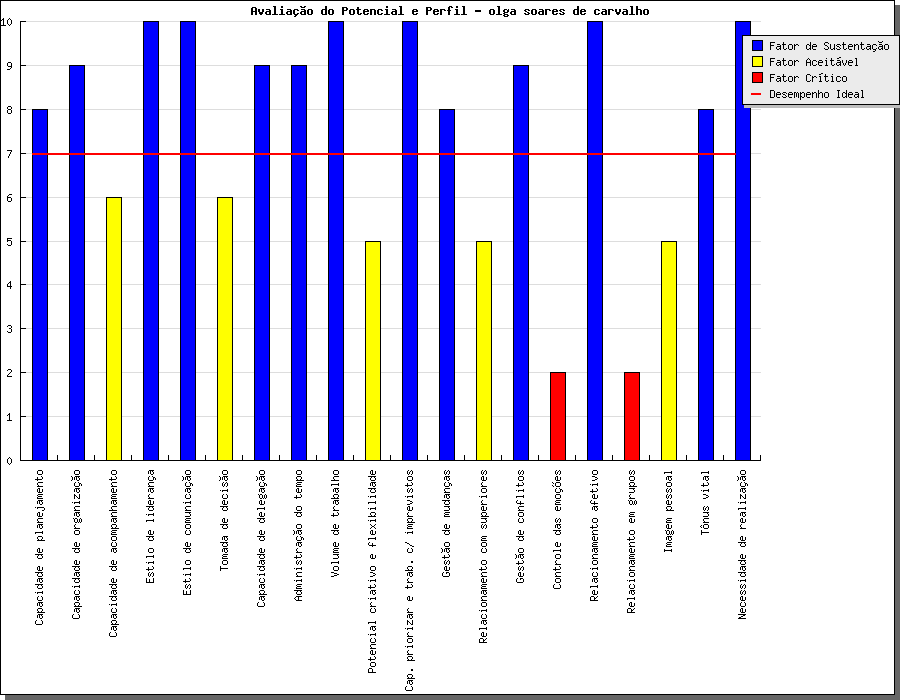 Avaliação do Potencial e Perfil - olga soares de carvalho
Fator de Sustentação
Fator Aceitável
Fator Crítico
Desempenho Ideal
10
9
8
7
6
5
4
3
2
1
0
Capacidade de planejamento
Capacidade de organização
Capacidade de acompanhamento
Estilo de liderança
Estilo de comunicação
Tomada de decisão
Capacidade de delegação
Administração do tempo
Volume de trabalho
Potencial criativo e flexibilidade
Cap. priorizar e trab. c/ imprevistos
Gestão de mudanças
Relacionamento com superiores
Gestão de conflitos
Controle das emoções
Relacionamento afetivo
Relacionamento em grupos
Imagem pessoal
Tônus vital
Necessidade de realização